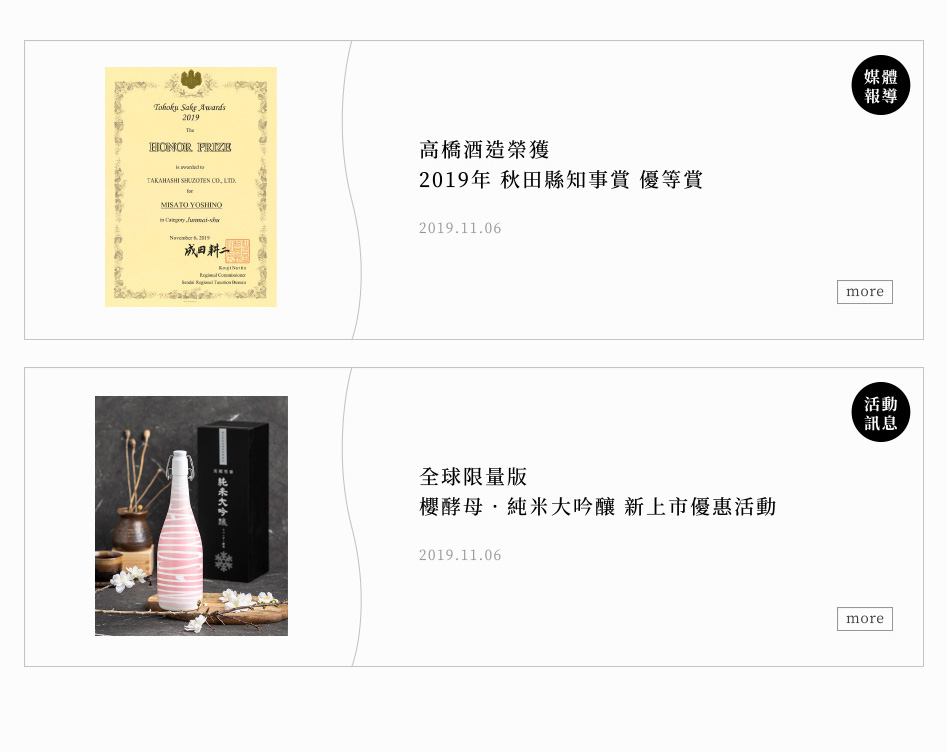 Tohoku Sake Awards
2019
The
HONOR PRIZE
is awarded to
TAKAHASHI SHUZOTEN CO., LTD.
for
MISATO YOSHINO
in Category Junmai-shu
November 6, 2019
成田耕二
Regional Commissioner
Sendai Regional Taxation Bureau
媒體
報導
高橋酒造榮獲
2019年 秋田縣知事賞 優等賞
2019.11.06
more
純米大吟釀
活動
訊息
全球限量版
櫻酵母・純米大吟釀 新上市優惠活動
2019.11.06
more